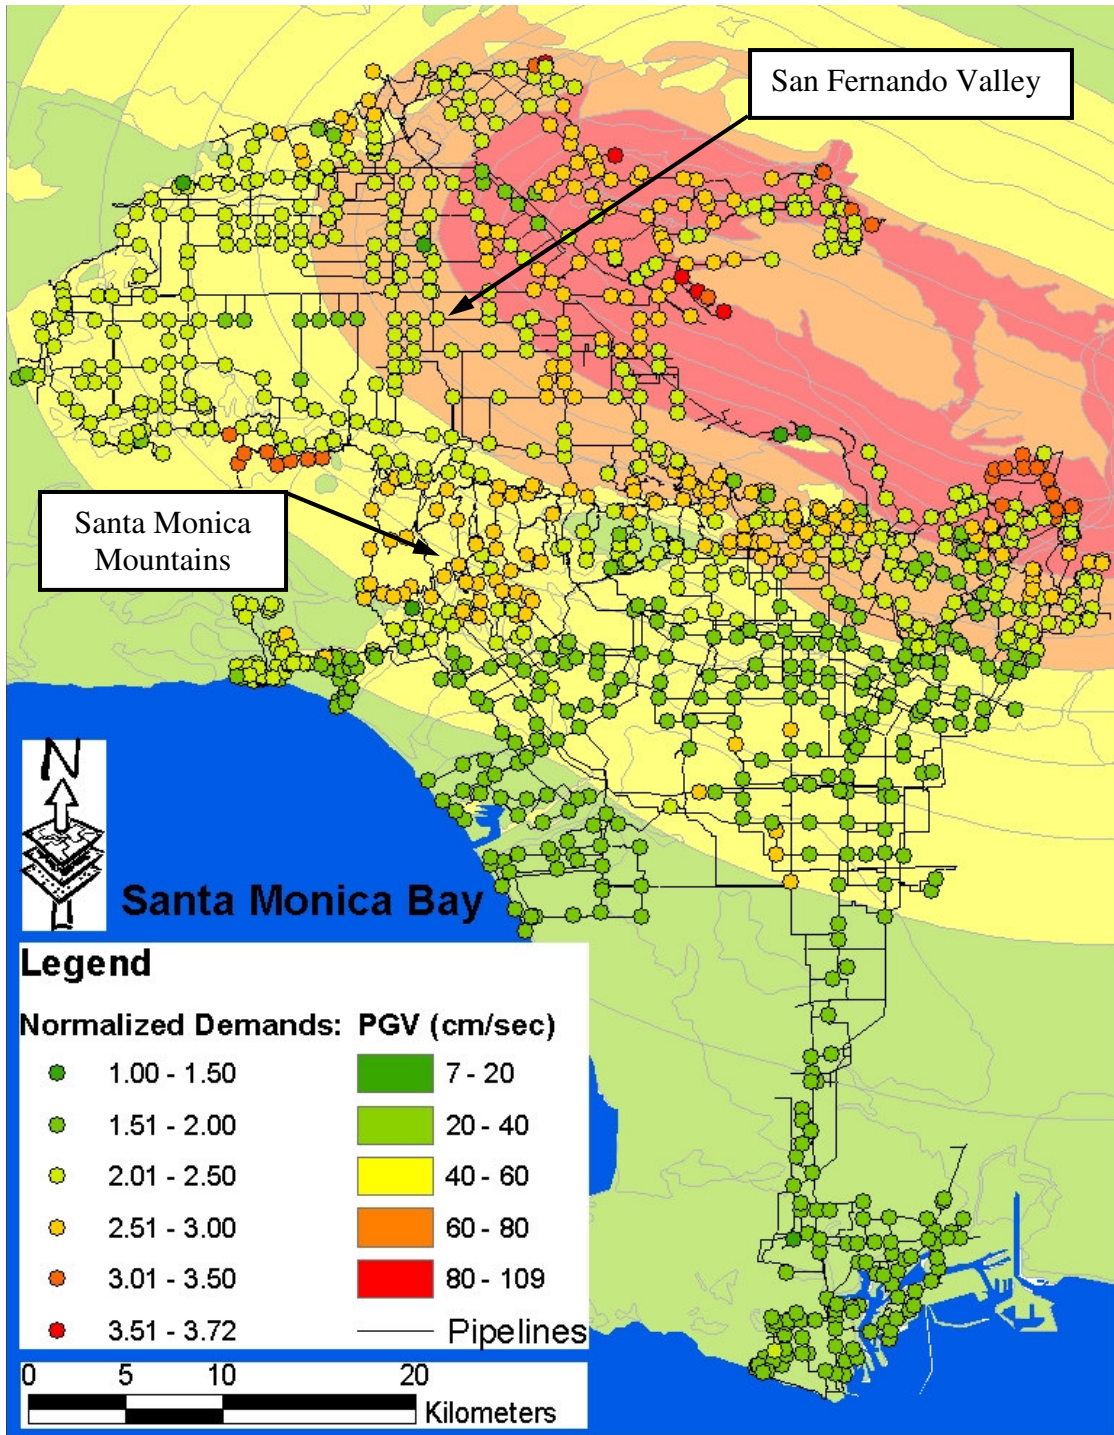 San Fernando Valley
Santa Monica
Mountains
N
Santa Monica Bay
Legend
Normalized Demands: PGV (cm/sec)
1.00 - 1.50 7 - 20
1.51 - 2.00 20 - 40
2.01 - 2.50 40 - 60
2.51 - 3.00 60 - 80
3.01 - 3.50 80 - 109
3.51 - 3.72 Pipelines
0 5 10 20
Kilometers